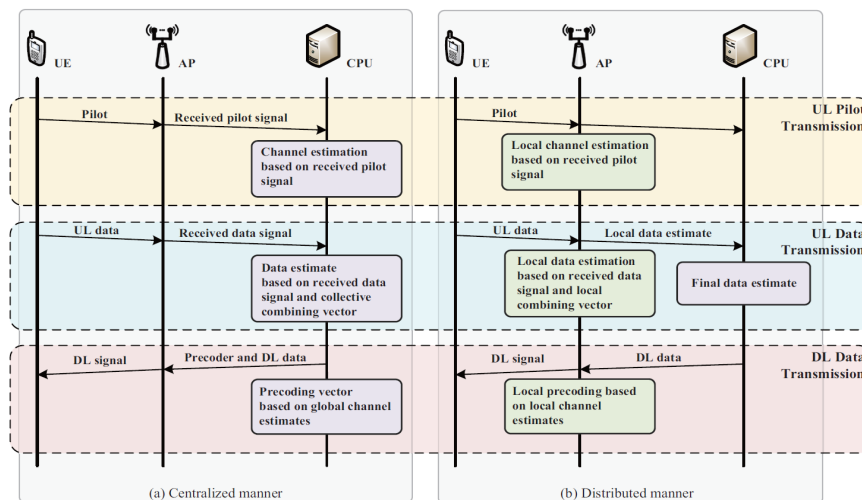 UE
AP
CPU
UE
AP
CPU
Pilot
Received pilot signal
Pilot
UL Pilot
Transmission
Channel estimation
based on received pilot
signal
Local channel estimation
based on received pilot
signal
UL data
Received data signal
UL data
Local data estimate
UL Data
Transmission
Data estimate
based on received data
signal and collective
combining vector
Local data estimation
based on received data
signal and local
combining vector
Final data estimate
DL signal
Precoder and DL data
DL signal
DL data
DL Data
Transmission
Precoding vector
based on global channel
estimates
Local precoding based
on local channel
estimates
(a) Centralized manner
(b) Distributed manner